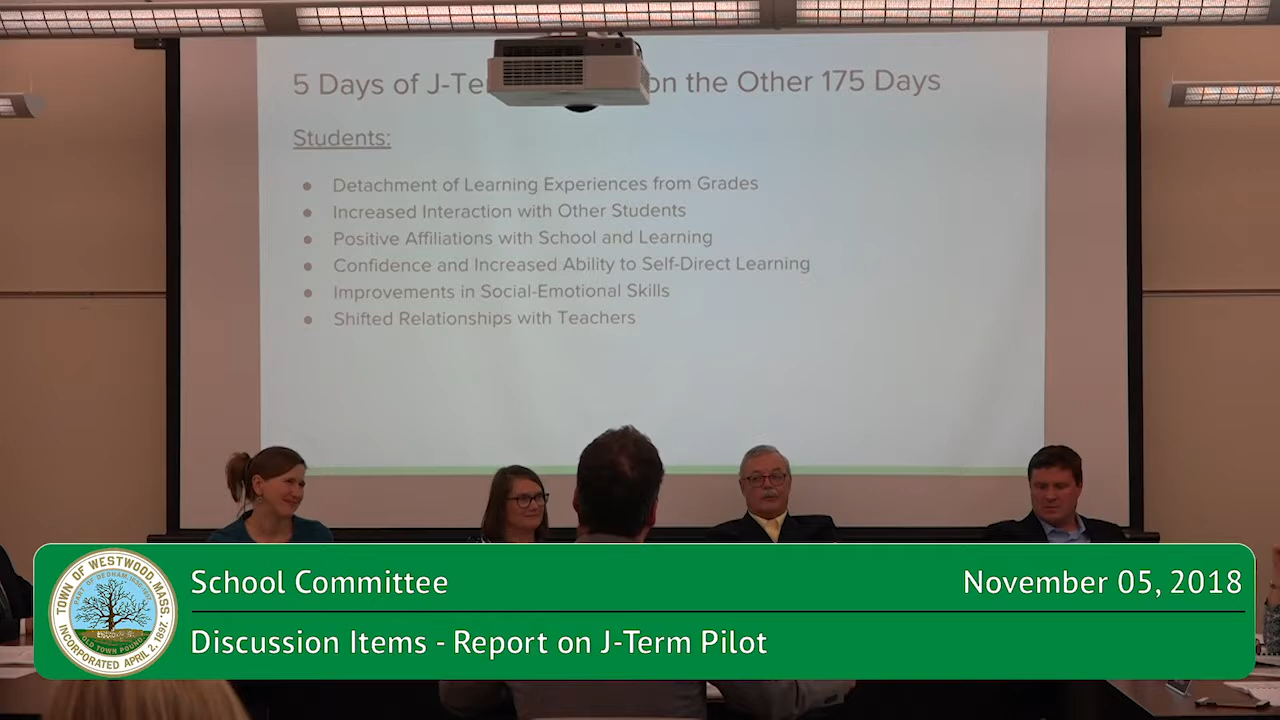 5 Days of J-Te on the Other 175 Days
Students:
● Detachment of Learning Experiences from Grades
● Increased Interaction with Other Students
● Positive Affiliations with School and Learning
● Confidence and Increased Ability to Self-Direct Learning
● Improvements in Social-Emotional Skills
● Shifted Relationships with Teachers
TOWN OF WESTWOOD, MASS.
OLD TOWN POUND
INCORPORATED APRIL 2, 1897.
School Committee
November 05, 2018
Discussion Items - Report on J-Term Pilot